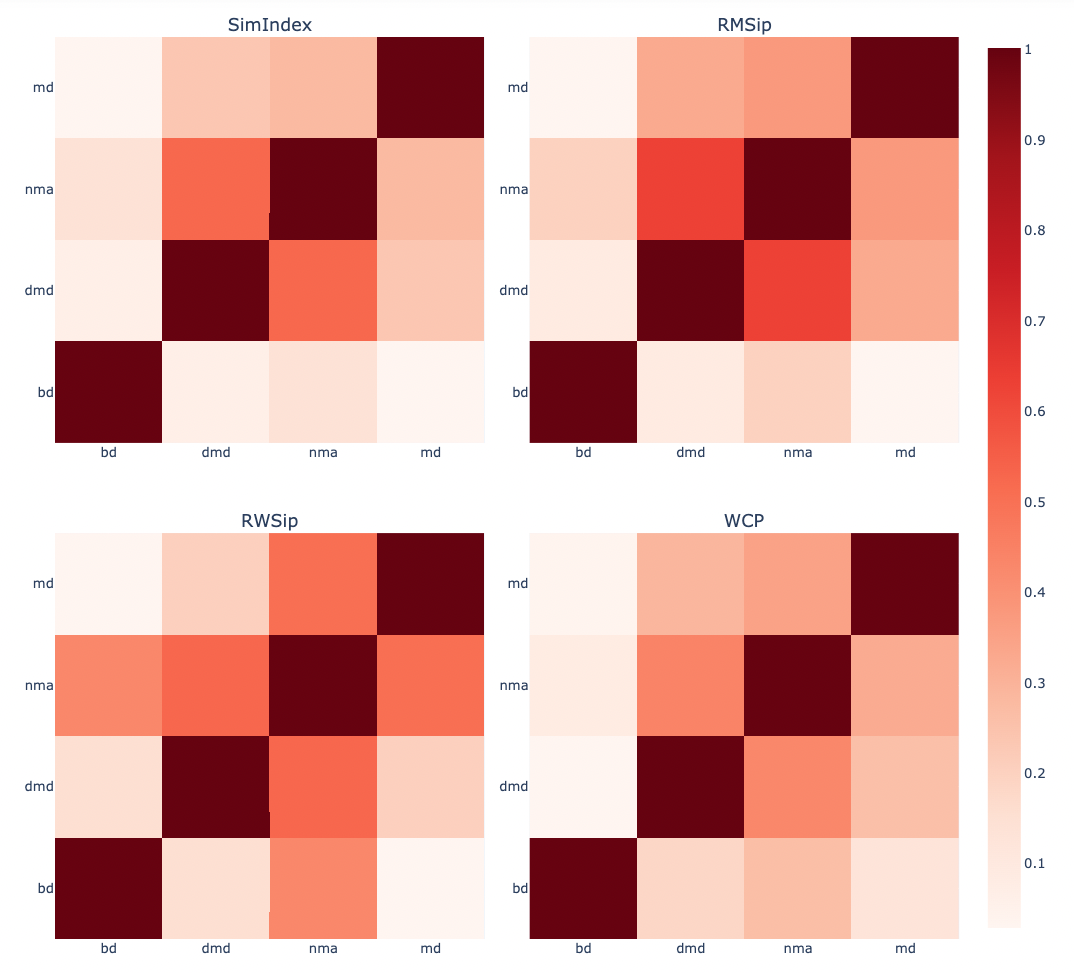 SimIndex
RMSip
md
nma
dmd
bd
bd dmd nma md
md
nma
dmd
bd
bd dmd nma md
RWSip
WCP
md
nma
dmd
bd
bd dmd nma md
md
nma
dmd
bd
bd dmd nma md
1
0.9
0.8
0.7
0.6
0.5
0.4
0.3
0.2
0.1